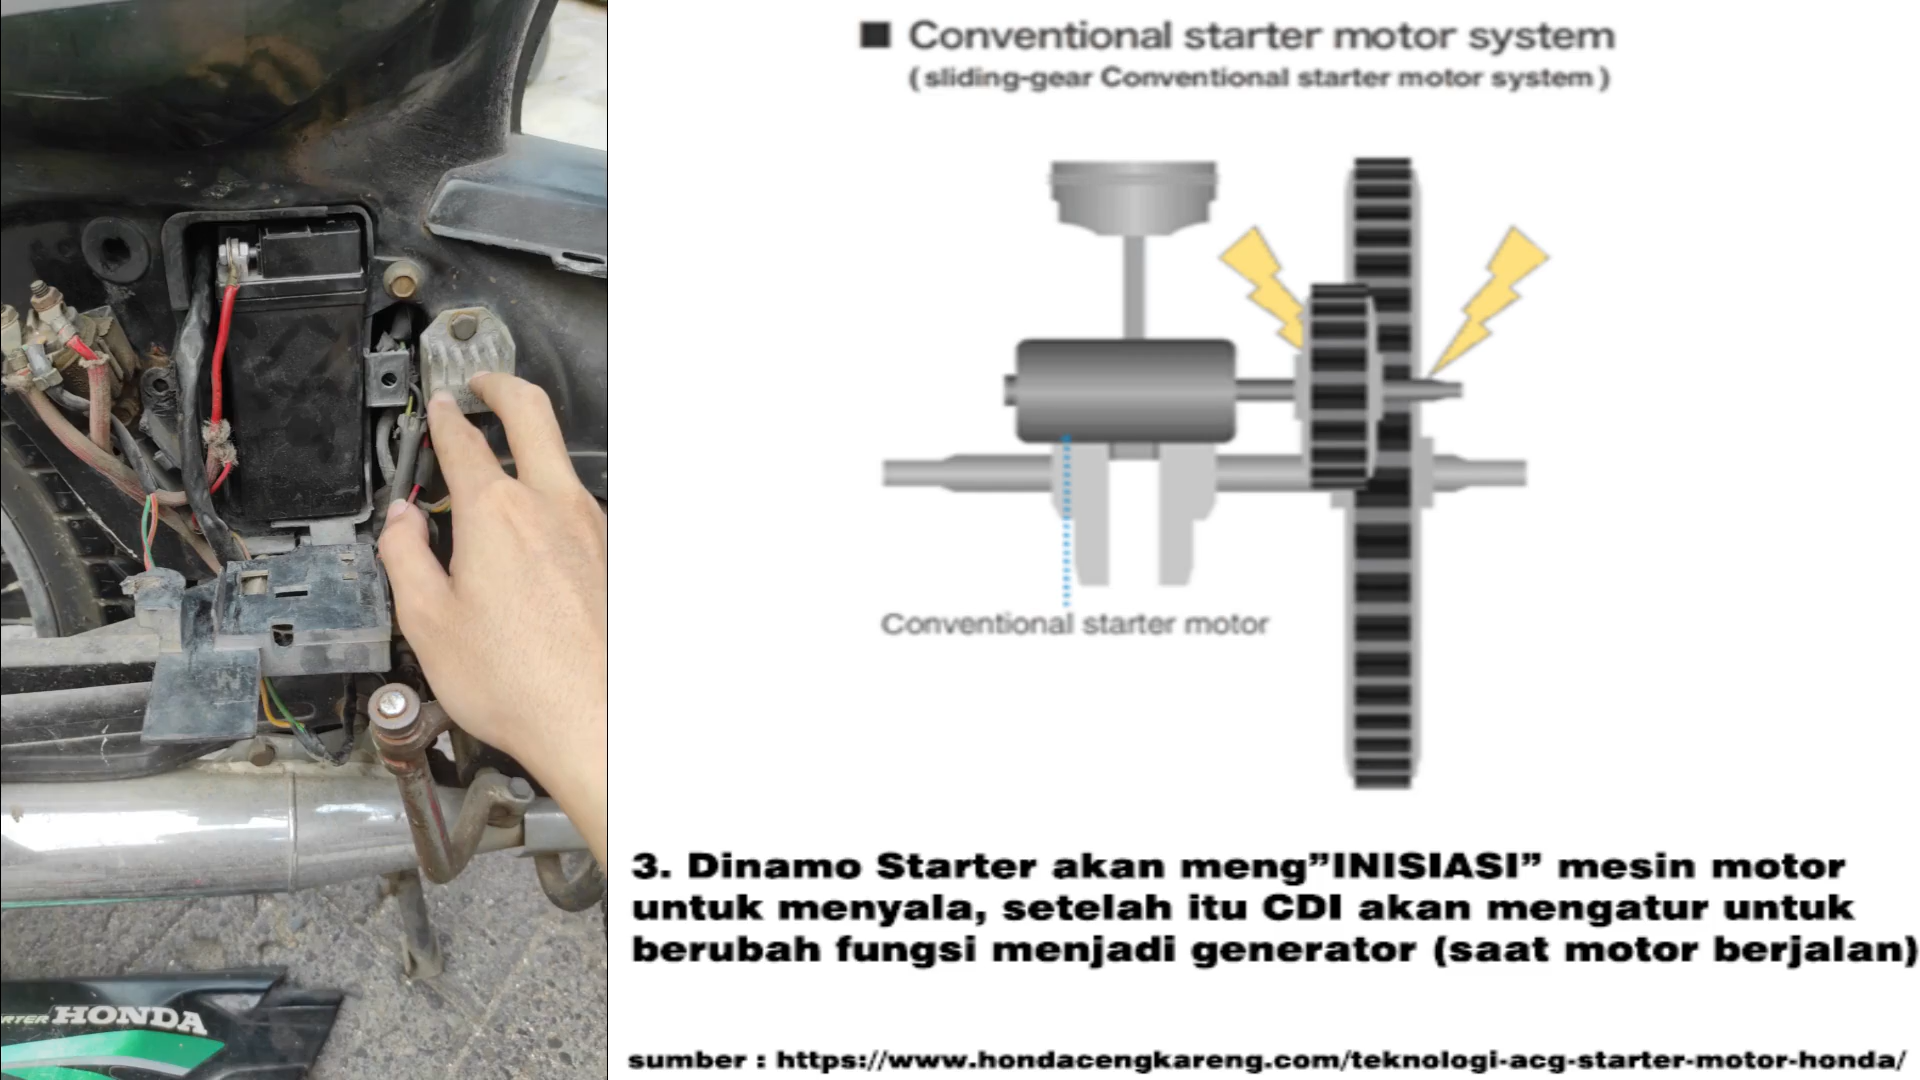 Conventional starter motor system
(sliding-gear Conventional starter motor system)
Conventional starter motor
3. Dinamo Starter akan meng”INISIASI” mesin motor
untuk menyala, setelah itu CDI akan mengatur untuk
berubah fungsi menjadi generator (saat motor berjalan)
sumber : https://www.hondacengkareng.com/teknologi-acg-starter-motor-honda/
RTER HONDA